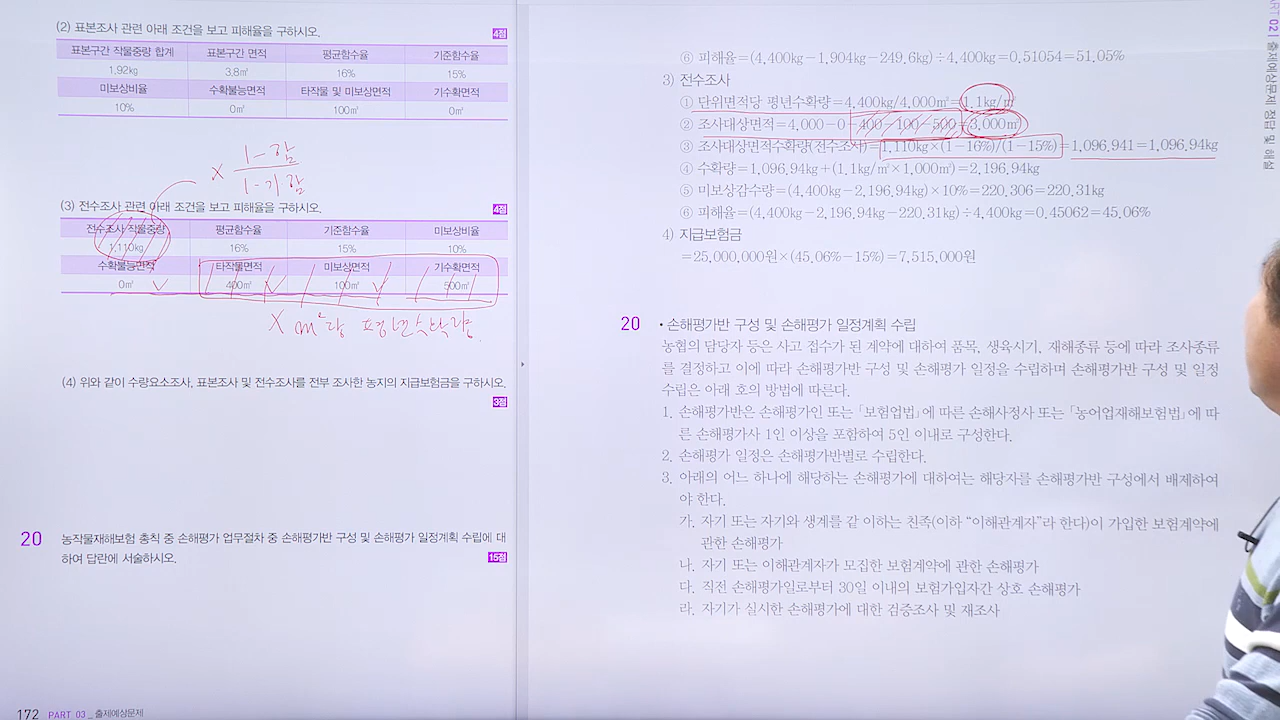 (2) 표본조사 관련 아래 조건을 보고 피해율을 구하시오.
4점
표본구간 작물중량 합계 표본구간 면적 평균함수율 기준함수율
1.92kg 3.8㎡ 16% 15%
미보상비율 수확불능면적 타작물 및 미보상면적 기수확면적
10% 0㎡ 100㎡ 0㎡
× 1-함
1-기함
(3) 전수조사 관련 아래 조건을 보고 피해율을 구하시오.
4점
전수조사 작물중량 평균함수율 기준함수율 미보상비율
1,110kg 16% 15% 10%
수확불능면적 타작물면적 미보상면적 기수확면적
0㎡ 400㎡ 100㎡ 500㎡
× m²당 평년수확량
(4) 위와 같이 수량요소조사, 표본조사 및 전수조사를 전부 조사한 농지의 지급보험금을 구하시오.
3점
20 농작물재해보험 총칙 중 손해평가 업무절차 중 손해평가반 구성 및 손해평가 일정계획 수립에 대
하여 답란에 서술하시오.
15점
172 PART 03_출제예상문제
⑥ 피해율=(4,400kg-1,904kg-249.6kg)÷4,400kg=0.51054=51.05%
3) 전수조사
① 단위면적당 평년수확량=4,400kg/4,000㎡=1.1kg/㎡
② 조사대상면적=4,000-0-400-100-500=3,000㎡
③ 조사대상면적수확량(전수조사)=1,110kg×(1-16%)/(1-15%)=1,096.941=1,096.94kg
④ 수확량=1,096.94kg+(1.1kg/㎡×1,000㎡)=2,196.94kg
⑤ 미보상감수량=(4,400kg-2,196.94kg)×10%=220.306=220.31kg
⑥ 피해율=(4,400kg-2,196.94kg-220.31kg)÷4,400kg=0.45062=45.06%
4) 지급보험금
=25,000,000원×(45.06%-15%)=7,515,000원
20 • 손해평가반 구성 및 손해평가 일정계획 수립
농협의 담당자 등은 사고 접수가 된 계약에 대하여 품목, 생육시기, 재해종류 등에 따라 조사종류
를 결정하고 이에 따라 손해평가반 구성 및 손해평가 일정을 수립하며 손해평가반 구성 및 일정
수립은 아래 호의 방법에 따른다.
1. 손해평가반은 손해평가인 또는 「보험업법」에 따른 손해사정사 또는 「농어업재해보험법」에 따
른 손해평가사 1인 이상을 포함하여 5인 이내로 구성한다.
2. 손해평가 일정은 손해평가반별로 수립한다.
3. 아래의 어느 하나에 해당하는 손해평가에 대하여는 해당자를 손해평가반 구성에서 배제하여
야 한다.
가. 자기 또는 자기와 생계를 같이 하는 친족(이하 “이해관계자”라 한다)이 가입한 보험계약에
관한 손해평가
나. 자기 또는 이해관계자가 모집한 보험계약에 관한 손해평가
다. 직전 손해평가일로부터 30일 이내의 보험가입자간 상호 손해평가
라. 자기가 실시한 손해평가에 대한 검증조사 및 재조사
PART 02 | 출제예상문제 정답 및 해설